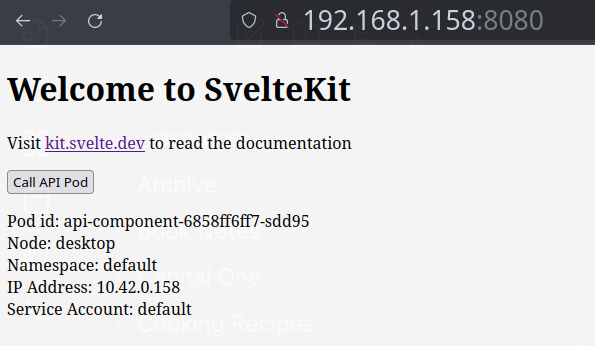 192.168.1.158:8080
Welcome to SvelteKit
Visit kit.svelte.dev to read the documentation
Call API Pod
Archive
Pod id: api-component-6858ff6ff7-sdd95
Book Notes
Node: desktop
Namespace: default
Capital One
IP Address: 10.42.0.158
Service Account: default
Cooking Recipes